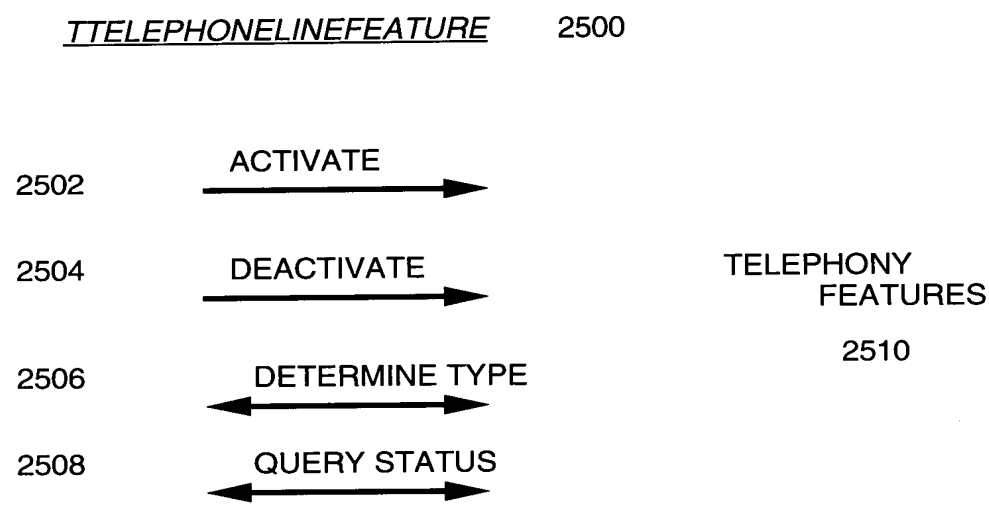 TTELEPHONELINEFEATURE 2500
ACTIVATE
2502
2504 DEACTIVATE
TELEPHONY
FEATURES
2510
2506 DETERMINE TYPE
2508 QUERY STATUS